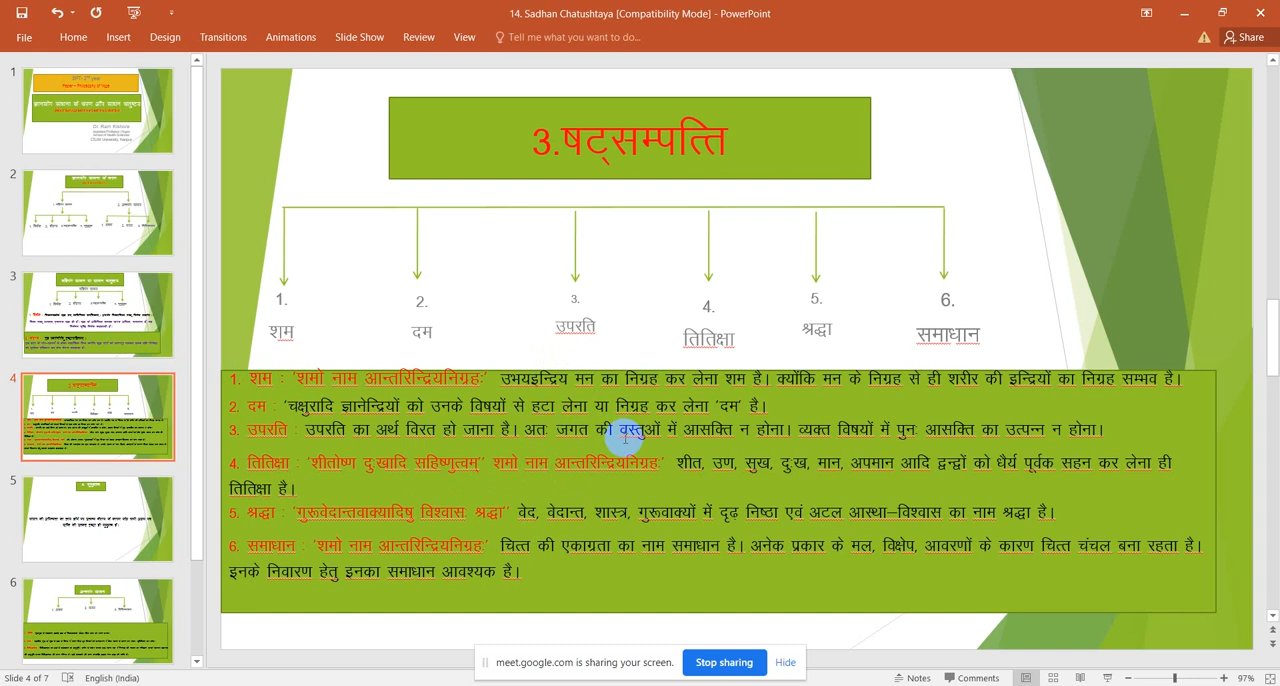 14. Sadhan Chatushtaya [Compatibility Mode] - PowerPoint
File Home Insert Design Transitions Animations Slide Show Review View Tell me what you want to do... Share
1
2
3
4
5
6
3.षट्सम्पत्ति
1. 2. 3. 4. 5. 6.
शम दम उपरति तितिक्षा श्रद्धा समाधान
1. शम : 'शमो नाम आन्तरिन्द्रियनिग्रहः' उभयइन्द्रिय मन का निग्रह कर लेना शम है। क्योंकि मन के निग्रह से ही शरीर की इन्द्रियों का निग्रह सम्भव है।
2. दम : 'चक्षुरादि ज्ञानेन्द्रियों को उनके विषयों से हटा लेना या निग्रह कर लेना 'दम' है।
3. उपरति : उपरति का अर्थ विरत हो जाना है। अतः जगत की वस्तुओं में आसक्ति न होना। व्यक्त विषयों में पुनः आसक्ति का उत्पन्न न होना।
4. तितिक्षा : 'शीतोष्ण दुःखादि सहिष्णुत्वम्'' शमो नाम आन्तरिन्द्रियनिग्रहः' शीत, उण, सुख, दुःख, मान, अपमान आदि द्वन्द्वों को धैर्य पूर्वक सहन कर लेना ही
तितिक्षा है।
5. श्रद्धा : 'गुरूवेदान्तवाक्यादिषु विश्वासः श्रद्धा'' वेद, वेदान्त, शास्त्र, गुरूवाक्यों में दृढ़ निष्ठा एवं अटल आस्था–विश्वास का नाम श्रद्धा है।
6. समाधान : 'शमो नाम आन्तरिन्द्रियनिग्रहः' चित्त की एकाग्रता का नाम समाधान है। अनेक प्रकार के मल, विक्षेप, आवरणों के कारण चित्त चंचल बना रहता है।
इनके निवारण हेतु इनका समाधान आवश्यक है।
meet.google.com is sharing your screen. Stop sharing Hide
Slide 4 of 7 English (India) Notes Comments 97%